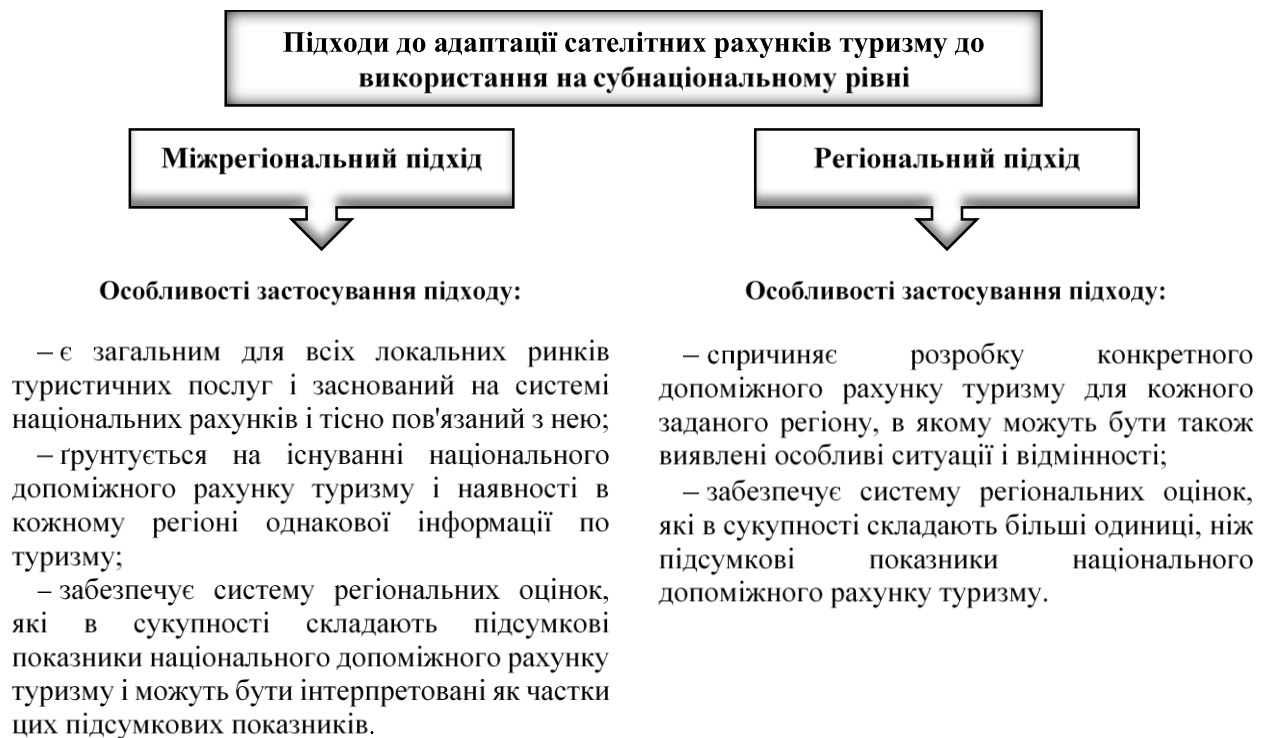 Підходи до адаптації сателітних рахунків туризму до
використання на субнаціональному рівні
Міжрегіональний підхід
Особливості застосування підходу:
– є загальним для всіх локальних ринків
туристичних послуг і заснований на системі
національних рахунків і тісно пов'язаний з нею;
– ґрунтується на існуванні національного
допоміжного рахунку туризму і наявності в
кожному регіоні однакової інформації по
туризму;
– забезпечує систему регіональних оцінок,
які в сукупності складають підсумкові
показники національного допоміжного рахунку
туризму і можуть бути інтерпретовані як частки
цих підсумкових показників.
Регіональний підхід
Особливості застосування підходу:
– спричиняє розробку конкретного
допоміжного рахунку туризму для кожного
заданого регіону, в якому можуть бути також
виявлені особливі ситуації і відмінності;
– забезпечує систему регіональних оцінок,
які в сукупності складають більші одиниці, ніж
підсумкові показники національного
допоміжного рахунку туризму.